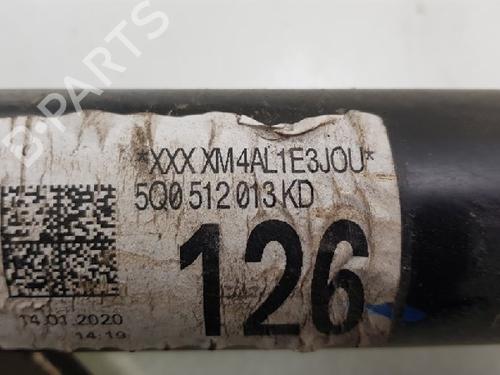 *XXX XM4AL1E3JOU*
5Q0 512 013 KD
126
14.01.2020
14:19
B-PARTS